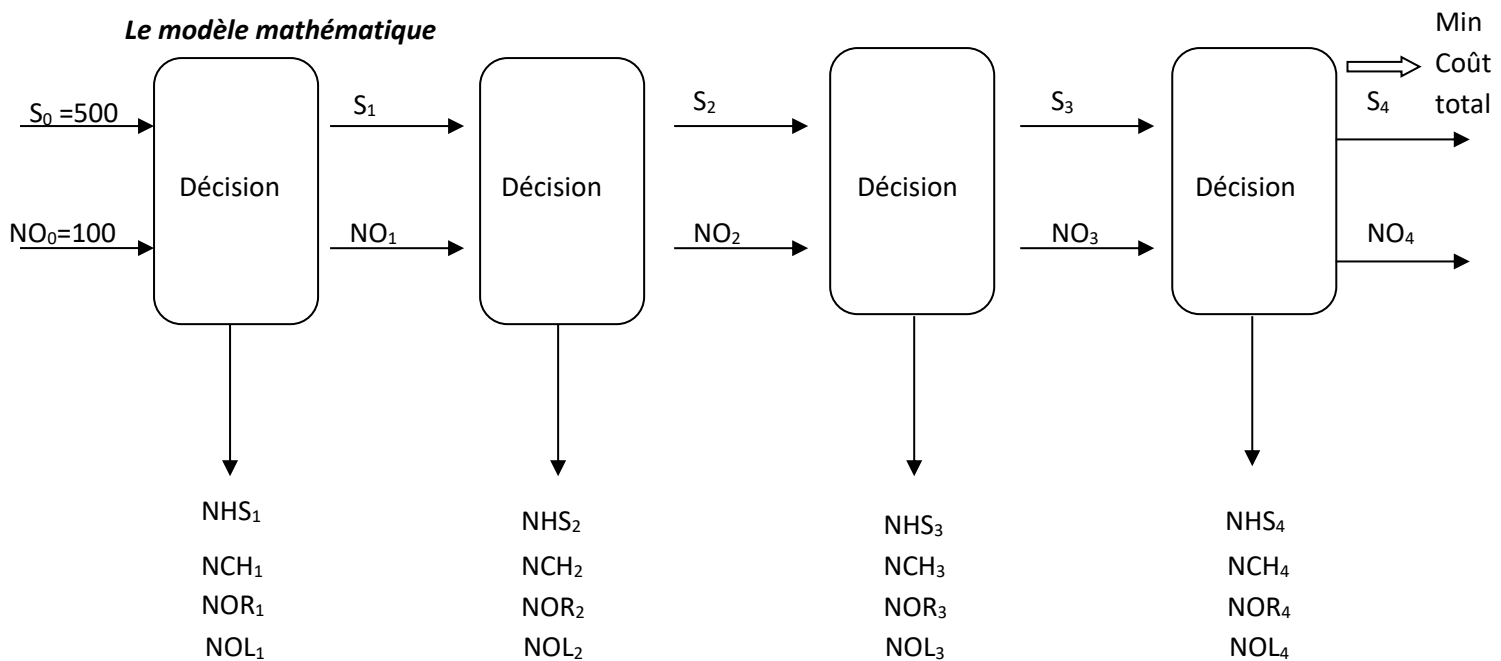 Le modèle mathématique
Min
Coût
total
S₀ =500
S₁
S₂
S₃
S₄
Décision
Décision
Décision
Décision
NO₀=100
NO₁
NO₂
NO₃
NO₄
NHS₁
NHS₂
NHS₃
NHS₄
NCH₁
NCH₂
NCH₃
NCH₄
NOR₁
NOR₂
NOR₃
NOR₄
NOL₁
NOL₂
NOL₃
NOL₄